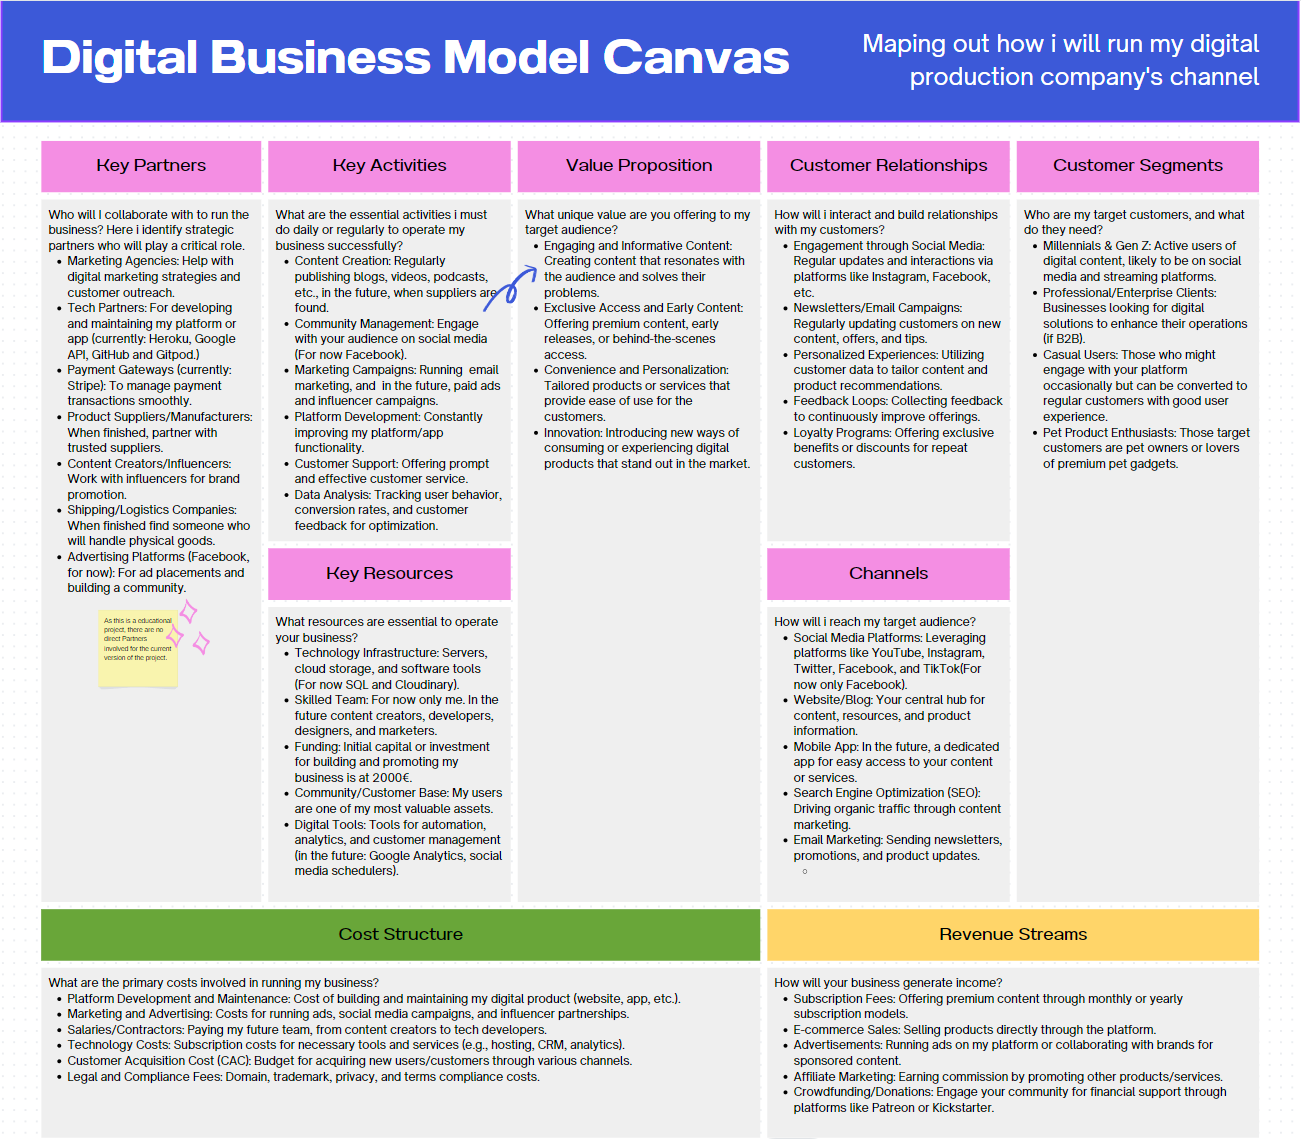 Digital Business Model Canvas
Maping out how i will run my digital
production company's channel
Key Partners
Who will I collaborate with to run the
business? Here i identify strategic
partners who will play a critical role.
• Marketing Agencies: Help with
digital marketing strategies and
customer outreach.
• Tech Partners: For developing
and maintaining my platform or
app (currently: Heroku, Google
API, GitHub and Gitpod.)
• Payment Gateways (currently:
Stripe): To manage payment
transactions smoothly.
• Product Suppliers/Manufacturers:
When finished, partner with
trusted suppliers.
• Content Creators/Influencers:
Work with influencers for brand
promotion.
• Shipping/Logistics Companies:
When finished find someone who
will handle physical goods.
• Advertising Platforms (Facebook,
for now): For ad placements and
building a community.
As this is a educational
project, there are no
direct Partners
involved for the current
version of the project.
Key Activities
What are the essential activities i must
do daily or regularly to operate my
business successfully?
• Content Creation: Regularly
publishing blogs, videos, podcasts,
etc., in the future, when suppliers are
found.
• Community Management: Engage
with your audience on social media
(For now Facebook).
• Marketing Campaigns: Running email
marketing, and in the future, paid ads
and influencer campaigns.
• Platform Development: Constantly
improving my platform/app
functionality.
• Customer Support: Offering prompt
and effective customer service.
• Data Analysis: Tracking user behavior,
conversion rates, and customer
feedback for optimization.
Key Resources
What resources are essential to operate
your business?
• Technology Infrastructure: Servers,
cloud storage, and software tools
(For now SQL and Cloudinary).
• Skilled Team: For now only me. In the
future content creators, developers,
designers, and marketers.
• Funding: Initial capital or investment
for building and promoting my
business is at 2000€.
• Community/Customer Base: My users
are one of my most valuable assets.
• Digital Tools: Tools for automation,
analytics, and customer management
(in the future: Google Analytics, social
media schedulers).
Value Proposition
What unique value are you offering to my
target audience?
• Engaging and Informative Content:
Creating content that resonates with
the audience and solves their
problems.
• Exclusive Access and Early Content:
Offering premium content, early
releases, or behind-the-scenes
access.
• Convenience and Personalization:
Tailored products or services that
provide ease of use for the
customers.
• Innovation: Introducing new ways of
consuming or experiencing digital
products that stand out in the market.
Customer Relationships
How will i interact and build relationships
with my customers?
• Engagement through Social Media:
Regular updates and interactions via
platforms like Instagram, Facebook,
etc.
• Newsletters/Email Campaigns:
Regularly updating customers on new
content, offers, and tips.
• Personalized Experiences: Utilizing
customer data to tailor content and
product recommendations.
• Feedback Loops: Collecting feedback
to continuously improve offerings.
• Loyalty Programs: Offering exclusive
benefits or discounts for repeat
customers.
Channels
How will i reach my target audience?
• Social Media Platforms: Leveraging
platforms like YouTube, Instagram,
Twitter, Facebook, and TikTok(For
now only Facebook).
• Website/Blog: Your central hub for
content, resources, and product
information.
• Mobile App: In the future, a dedicated
app for easy access to your content
or services.
• Search Engine Optimization (SEO):
Driving organic traffic through content
marketing.
• Email Marketing: Sending newsletters,
promotions, and product updates.
Customer Segments
Who are my target customers, and what
do they need?
• Millennials & Gen Z: Active users of
digital content, likely to be on social
media and streaming platforms.
• Professional/Enterprise Clients:
Businesses looking for digital
solutions to enhance their operations
(if B2B).
• Casual Users: Those who might
engage with your platform
occasionally but can be converted to
regular customers with good user
experience.
• Pet Product Enthusiasts: Those target
customers are pet owners or lovers
of premium pet gadgets.
Cost Structure
What are the primary costs involved in running my business?
• Platform Development and Maintenance: Cost of building and maintaining my digital product (website, app, etc.).
• Marketing and Advertising: Costs for running ads, social media campaigns, and influencer partnerships.
• Salaries/Contractors: Paying my future team, from content creators to tech developers.
• Technology Costs: Subscription costs for necessary tools and services (e.g., hosting, CRM, analytics).
• Customer Acquisition Cost (CAC): Budget for acquiring new users/customers through various channels.
• Legal and Compliance Fees: Domain, trademark, privacy, and terms compliance costs.
Revenue Streams
How will your business generate income?
• Subscription Fees: Offering premium content through monthly or yearly
subscription models.
• E-commerce Sales: Selling products directly through the platform.
• Advertisements: Running ads on my platform or collaborating with brands for
sponsored content.
• Affiliate Marketing: Earning commission by promoting other products/services.
• Crowdfunding/Donations: Engage your community for financial support through
platforms like Patreon or Kickstarter.